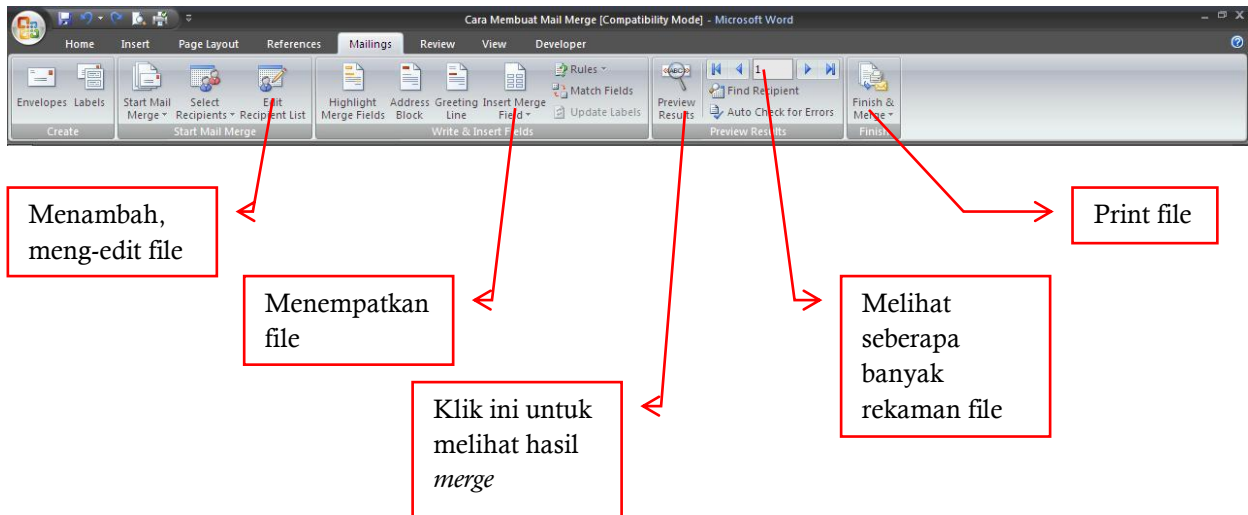 Cara Membuat Mail Merge [Compatibility Mode] - Microsoft Word
Home Insert Page Layout References Mailings Review View Developer
Envelopes Labels
Create
Start Mail Merge Select Recipients Edit Recipient List
Start Mail Merge
Highlight Merge Fields Address Block Greeting Line Insert Merge Field
Rules
Match Fields
Update Labels
Write & Insert Fields
«ABC»
Preview Results
1
Find Recipient
Auto Check for Errors
Preview Results
Finish & Merge
Finish
Menambah,
meng-edit file
Print file
Menempatkan
file
Melihat
seberapa
banyak
rekaman file
Klik ini untuk
melihat hasil
merge